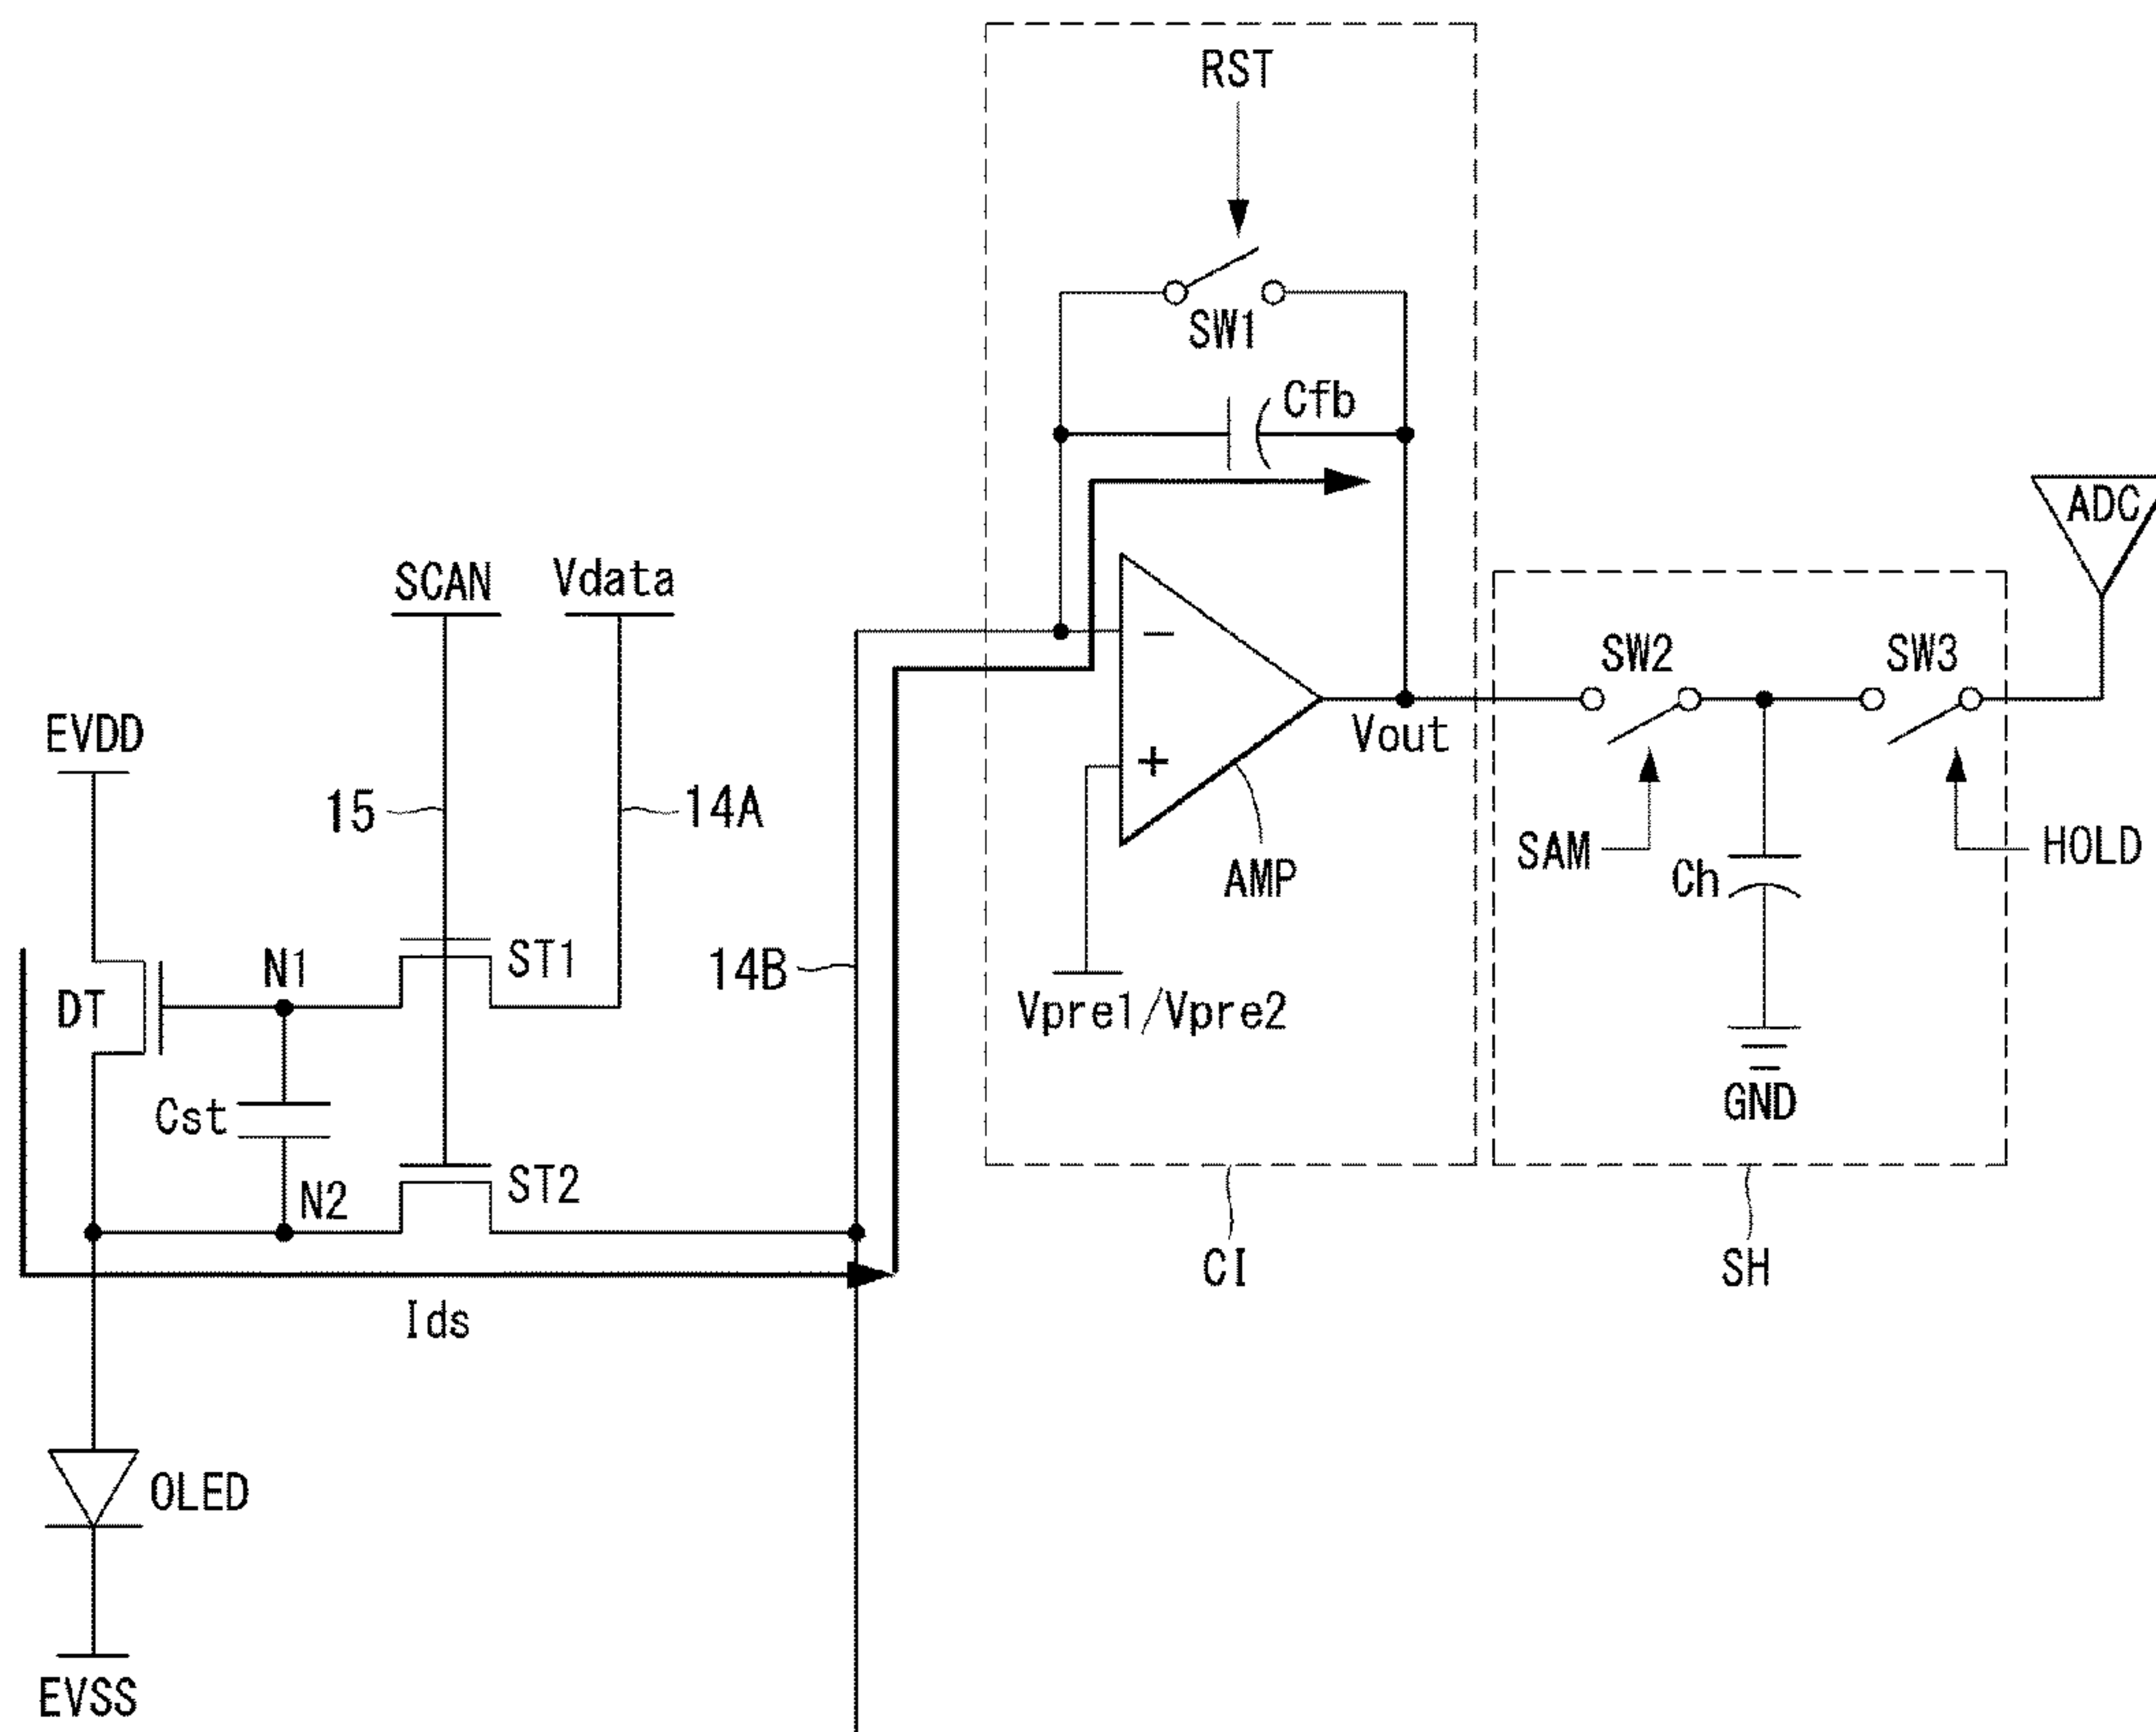 RST
SW1
Cfb
ADC
SCAN
Vdata
SW2
SW3
−
EVDD
Vout
+
15
14A
SAM
HOLD
AMP
Ch
N1
ST1
14B
DT
Vpre1/Vpre2
Cst
GND
N2
ST2
CI
SH
Ids
OLED
EVSS